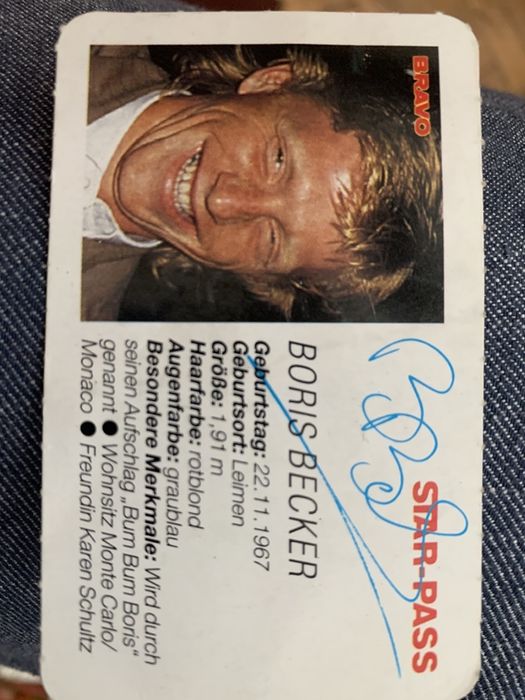 BRAVO
STAR-PASS
BORIS BECKER
Geburtstag: 22.11.1967
Geburtsort: Leimen
Größe: 1,91 m
Haarfarbe: rotblond
Augenfarbe: graublau
Besondere Merkmale: Wird durch
seinen Aufschlag „Bum Bum Boris"
genannt ● Wohnsitz Monte Carlo/
Monaco ● Freundin Karen Schultz